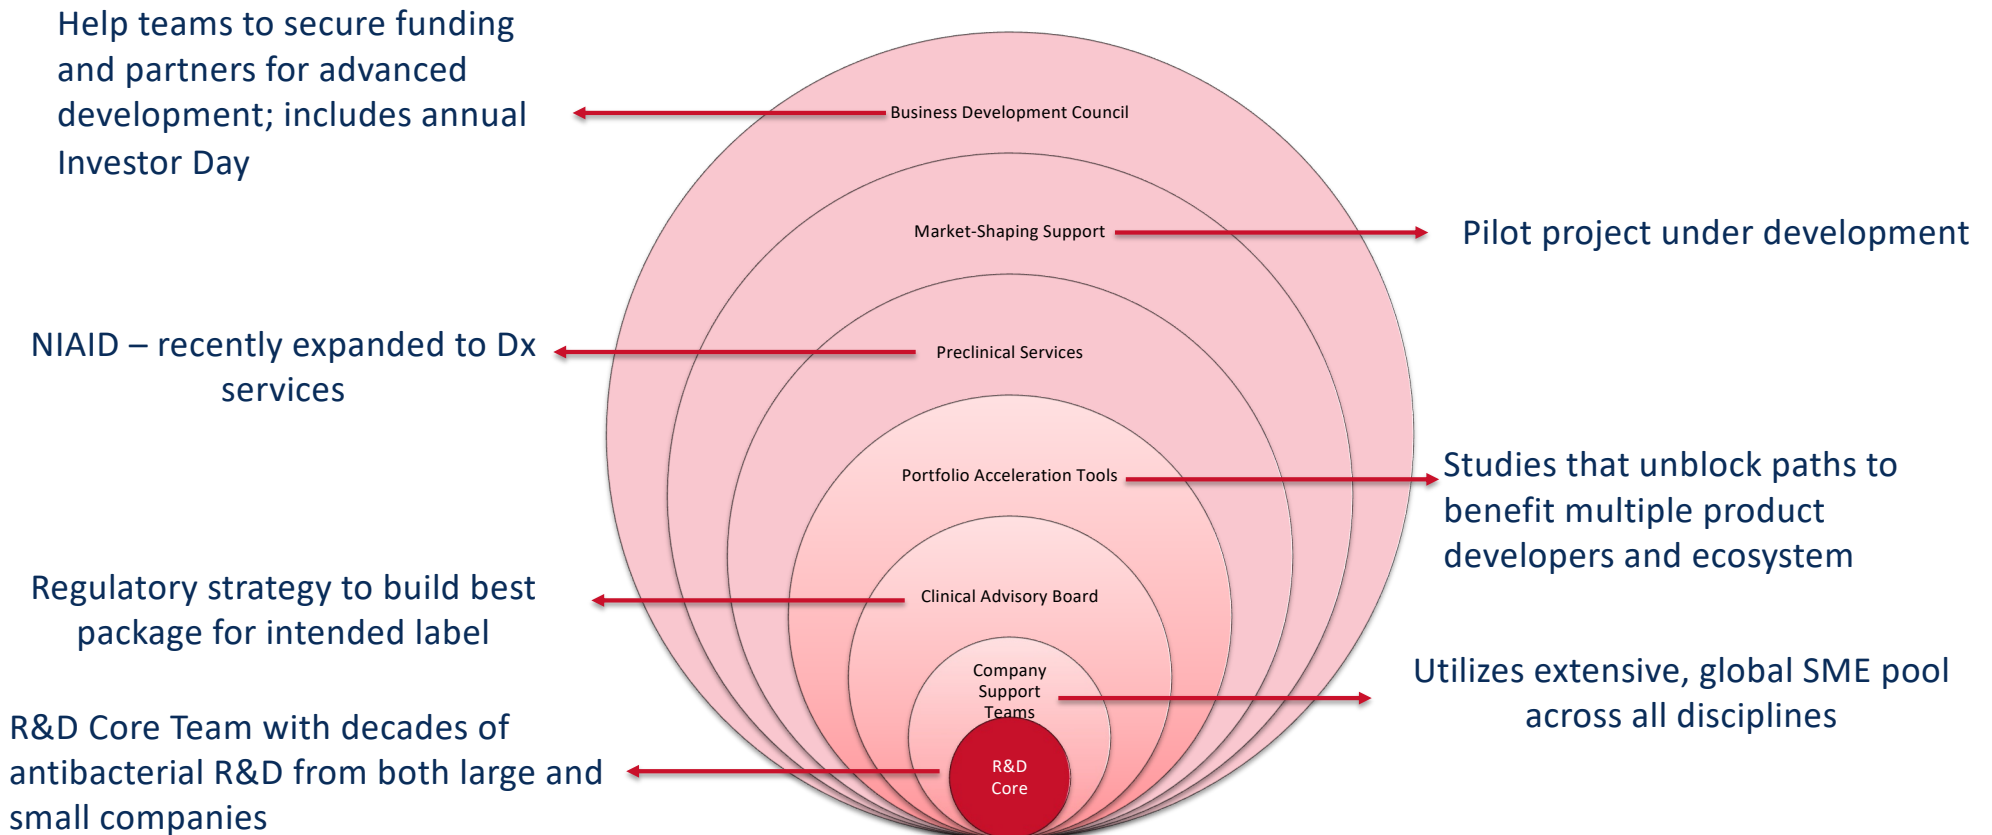 Help teams to secure funding
and partners for advanced
development; includes annual
Investor Day
Business Development Council
Market-Shaping Support
Pilot project under development
NIAID – recently expanded to Dx
services
Preclinical Services
Portfolio Acceleration Tools
Studies that unblock paths to
benefit multiple product
developers and ecosystem
Regulatory strategy to build best
package for intended label
Clinical Advisory Board
Company
Support
Teams
Utilizes extensive, global SME pool
across all disciplines
R&D Core Team with decades of
antibacterial R&D from both large and
small companies
R&D
Core